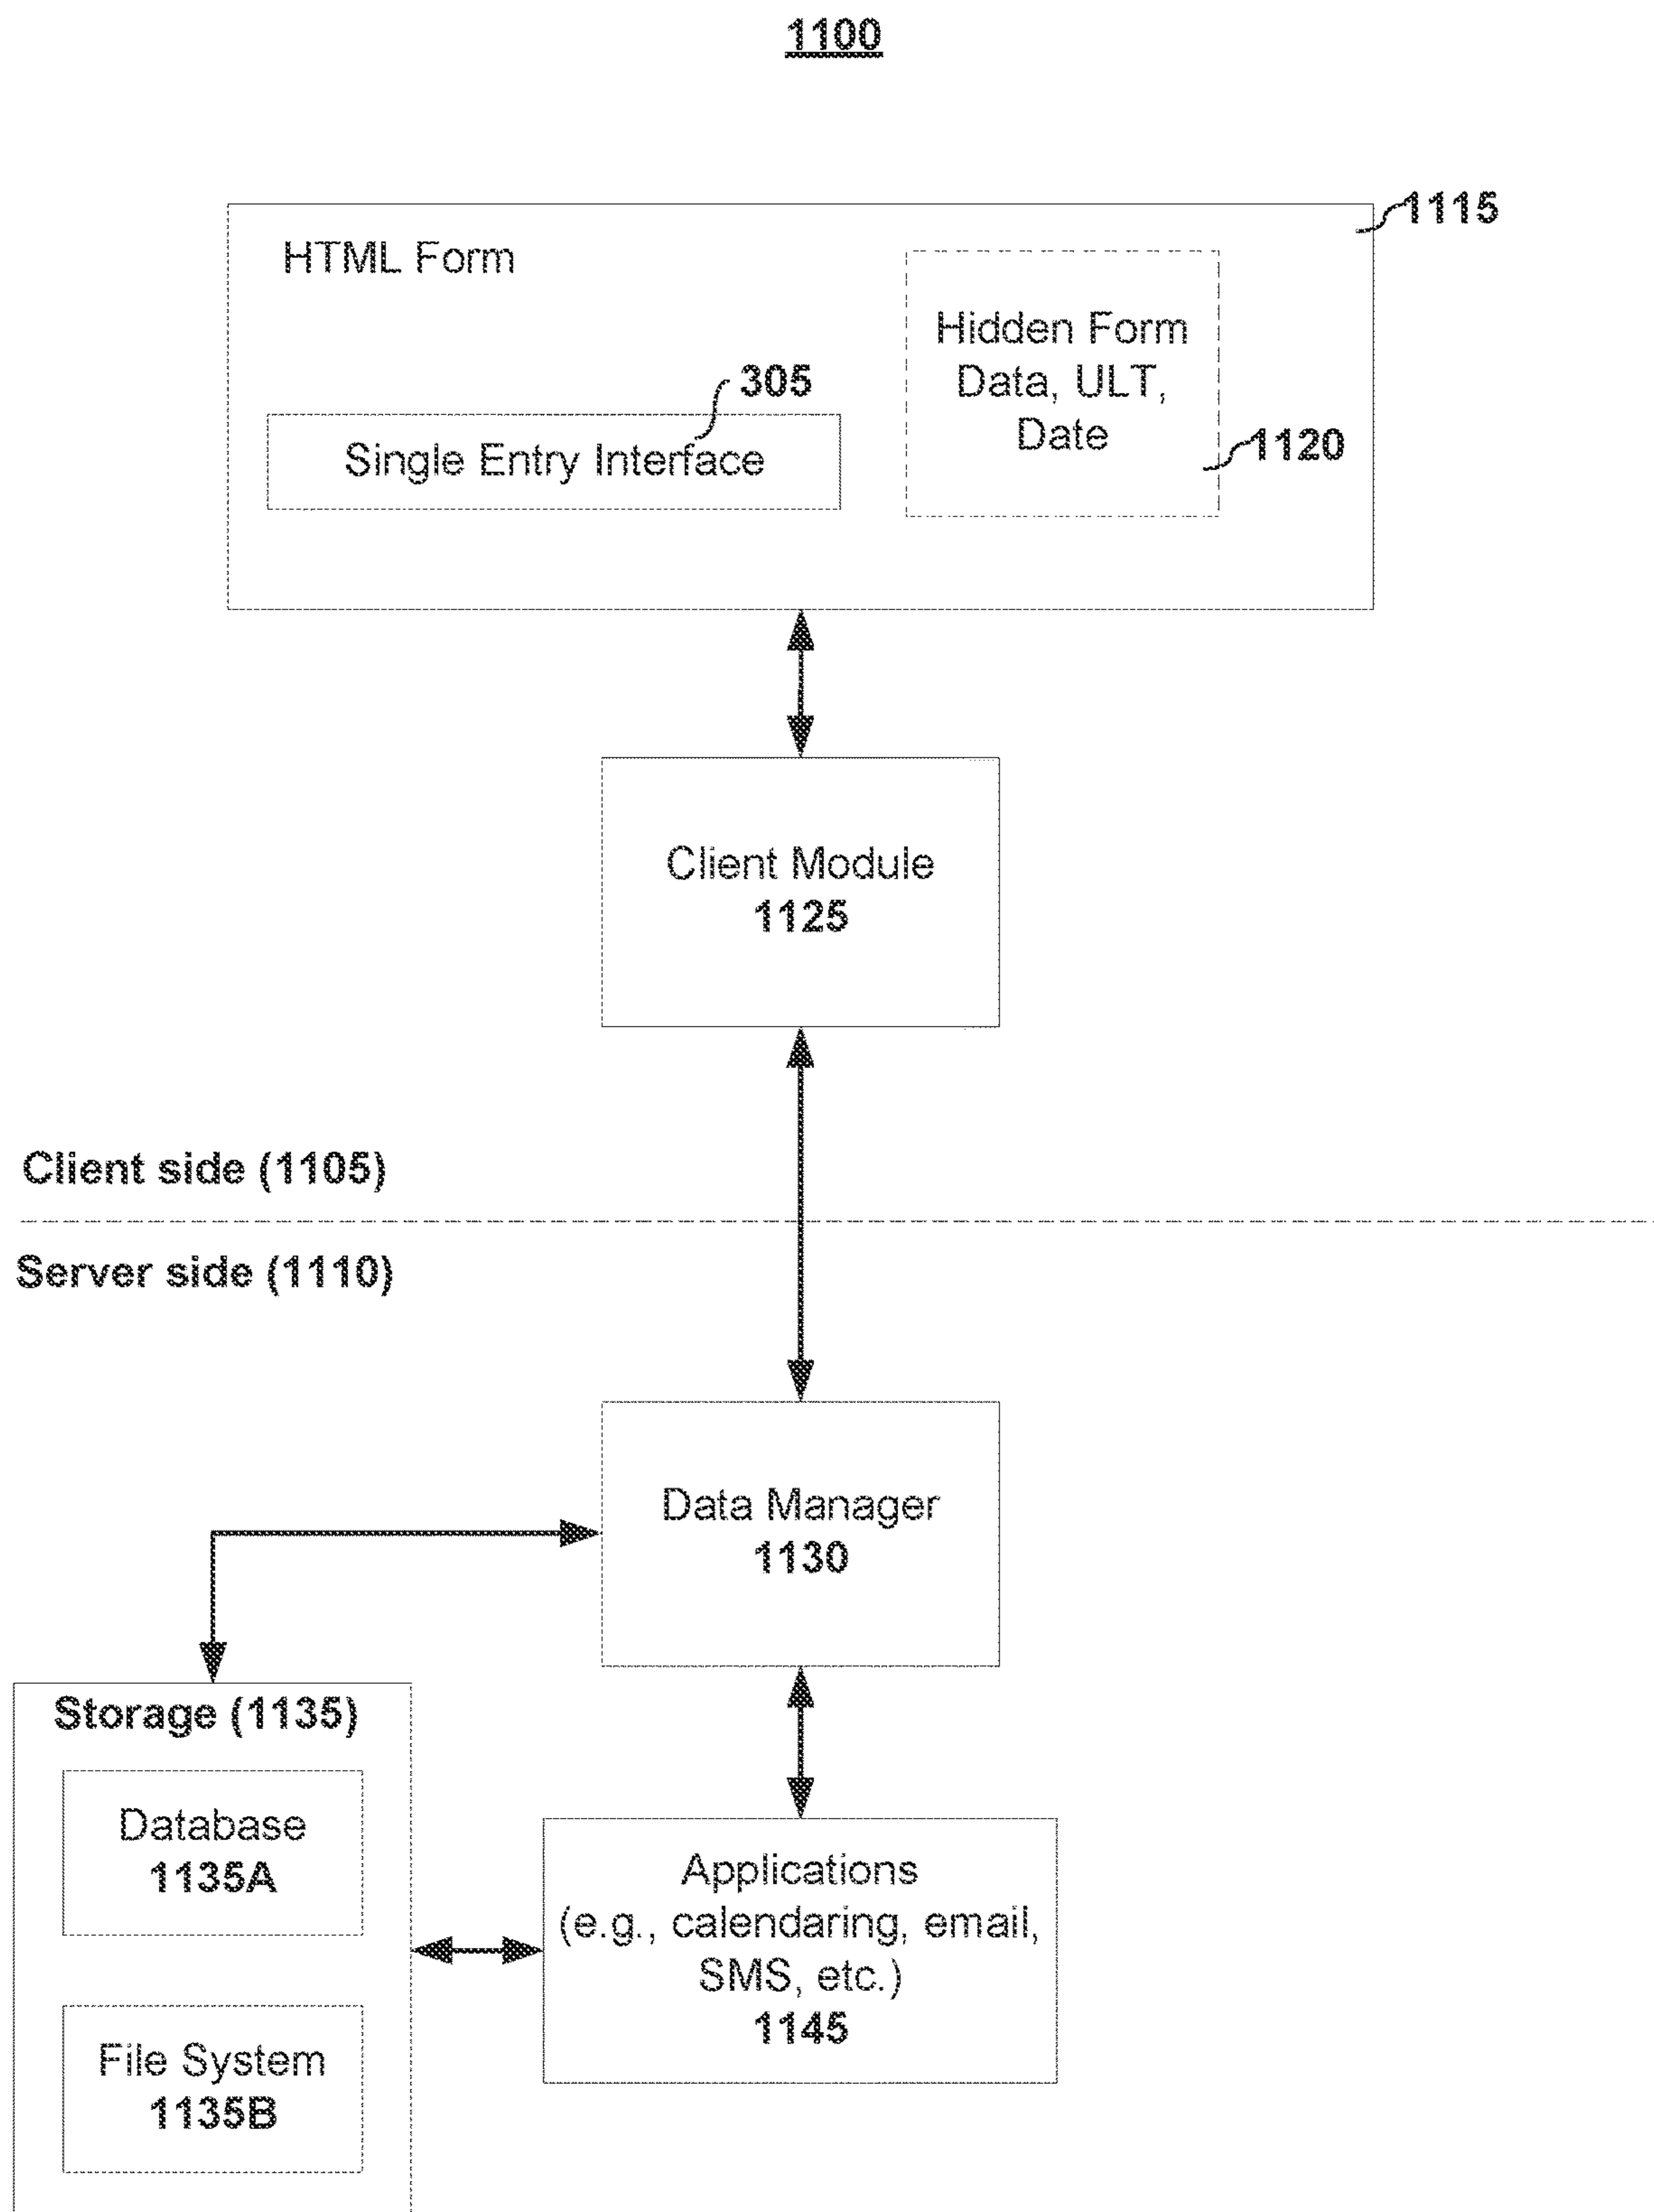 1100
1115
HTML Form
Hidden Form
Data, ULT,
Date
305
1120
Single Entry Interface
Client Module
1125
Client side (1105)
Server side (1110)
Data Manager
1130
Storage (1135)
Database
1135A
Applications
(e.g., calendaring, email,
SMS, etc.)
1145
File System
1135B